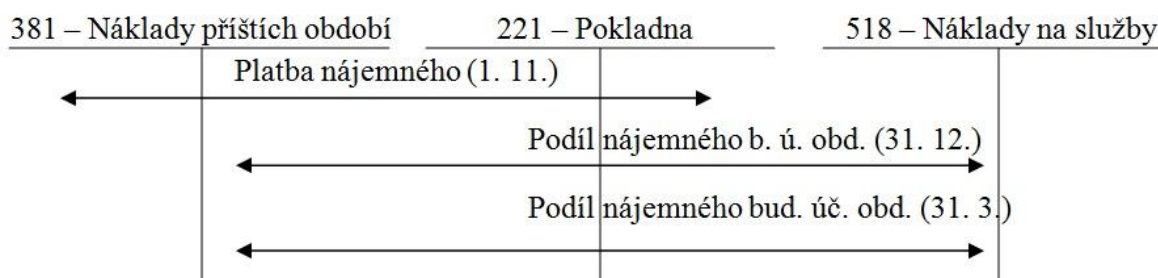 381 – Náklady příštích období 221 – Pokladna 518 – Náklady na služby
Platba nájemného (1. 11.)
Podíl nájemného b. ú. obd. (31. 12.)
Podíl nájemného bud. úč. obd. (31. 3.)